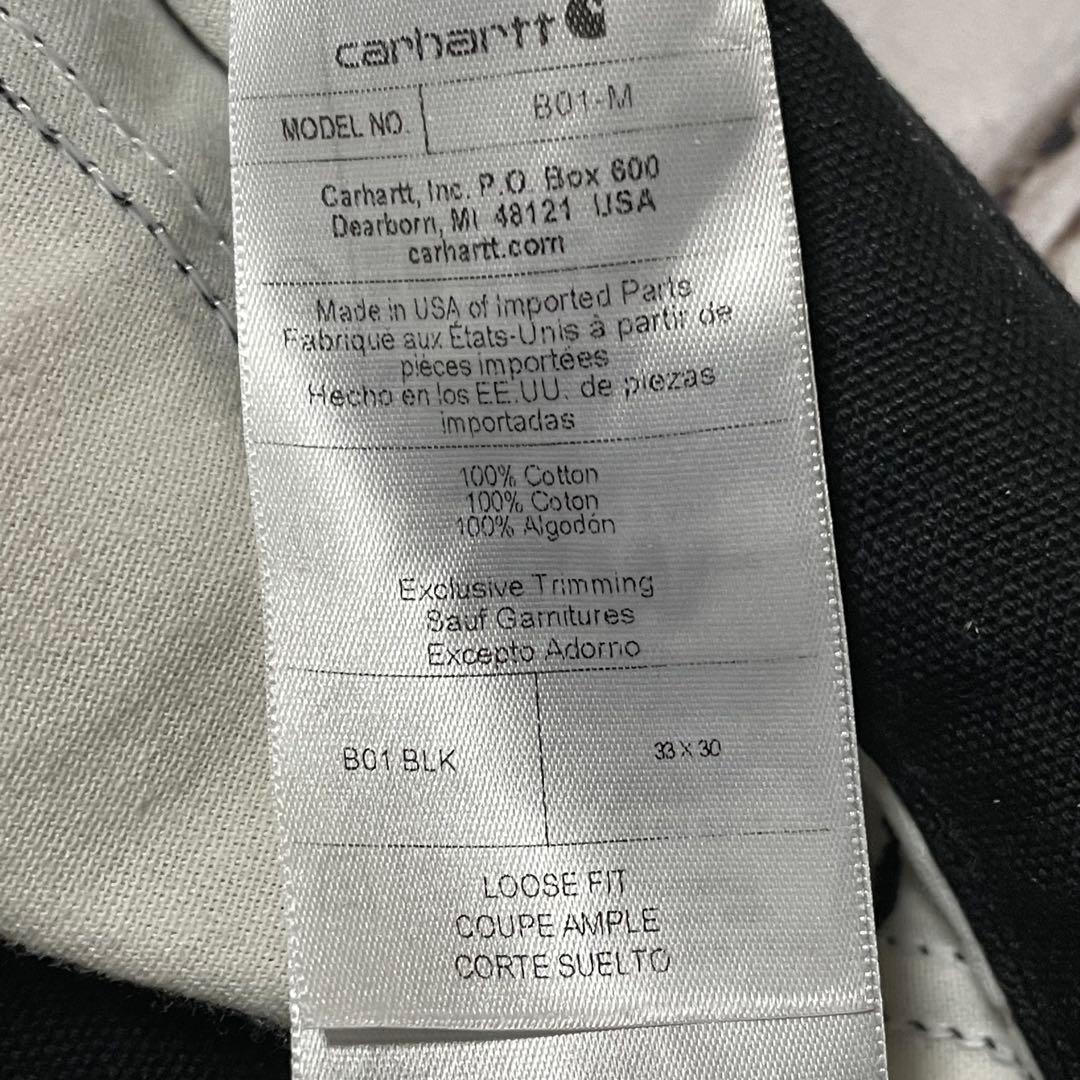 carhartt
MODEL NO. B01-M
Carhartt, Inc. P.O. Box 600
Dearborn, MI 48121 USA
carhartt.com
Made in USA of Imported Parts
Fabriqué aux États-Unis à partir de
pièces importées
Hecho en los EE.UU. de piezas
importadas
100% Cotton
100% Coton
100% Algodón
Exclusive Trimming
Sauf Garnitures
Excepto Adorno
B01 BLK 33 X 30
LOOSE FIT
COUPE AMPLE
CORTE SUELTO